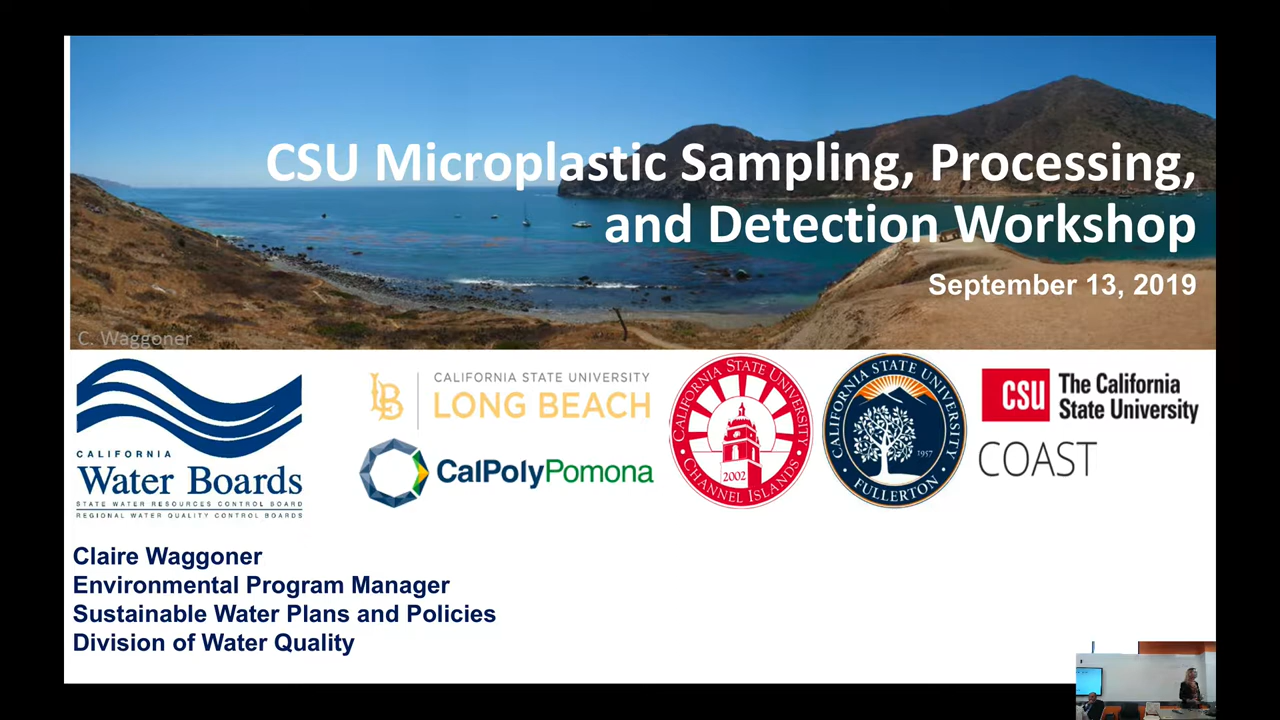 CSU Microplastic Sampling, Processing,
and Detection Workshop
September 13, 2019
C. Waggoner
CALIFORNIA
Water Boards
STATE WATER RESOURCES CONTROL BOARD
REGIONAL WATER QUALITY CONTROL BOARDS
LB
CALIFORNIA STATE UNIVERSITY
LONG BEACH
CalPolyPomona
CALIFORNIA STATE UNIVERSITY
2002
CHANNEL ISLANDS
CALIFORNIA STATE UNIVERSITY
1957
FULLERTON
CSU
The California
State University
COAST
Claire Waggoner
Environmental Program Manager
Sustainable Water Plans and Policies
Division of Water Quality